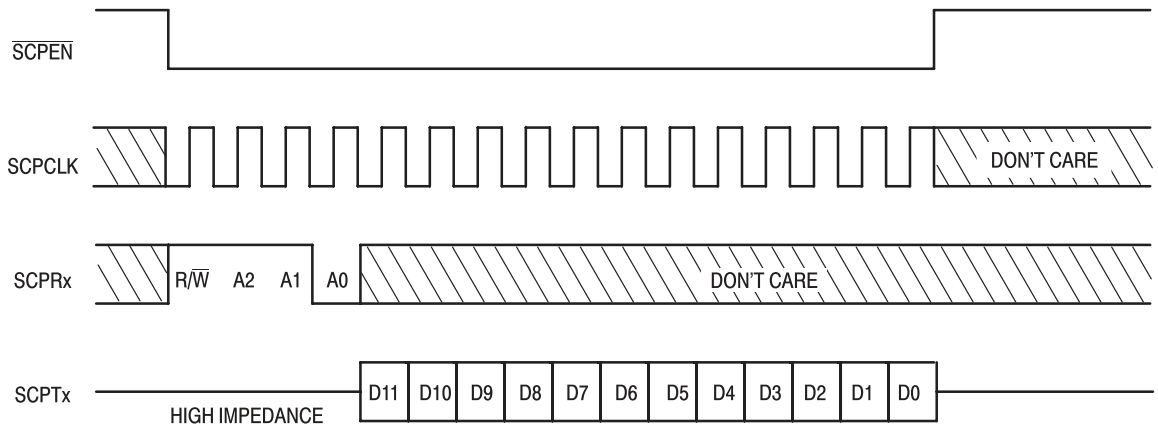 SCPEN
SCPCLK
DON'T CARE
SCPRx
R/W A2 A1 A0
DON'T CARE
SCPTx
HIGH IMPEDANCE
D11 D10 D9 D8 D7 D6 D5 D4 D3 D2 D1 D0